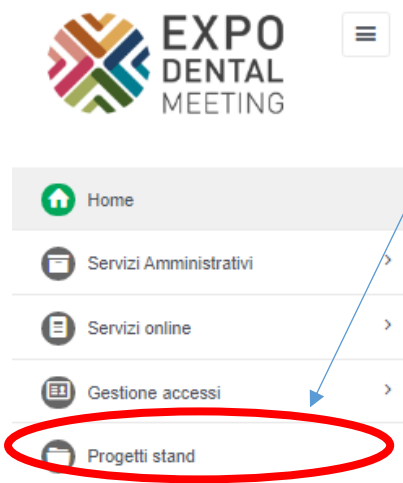 EXPO
DENTAL
MEETING
Home
Servizi Amministrativi
Servizi online
Gestione accessi
Progetti stand